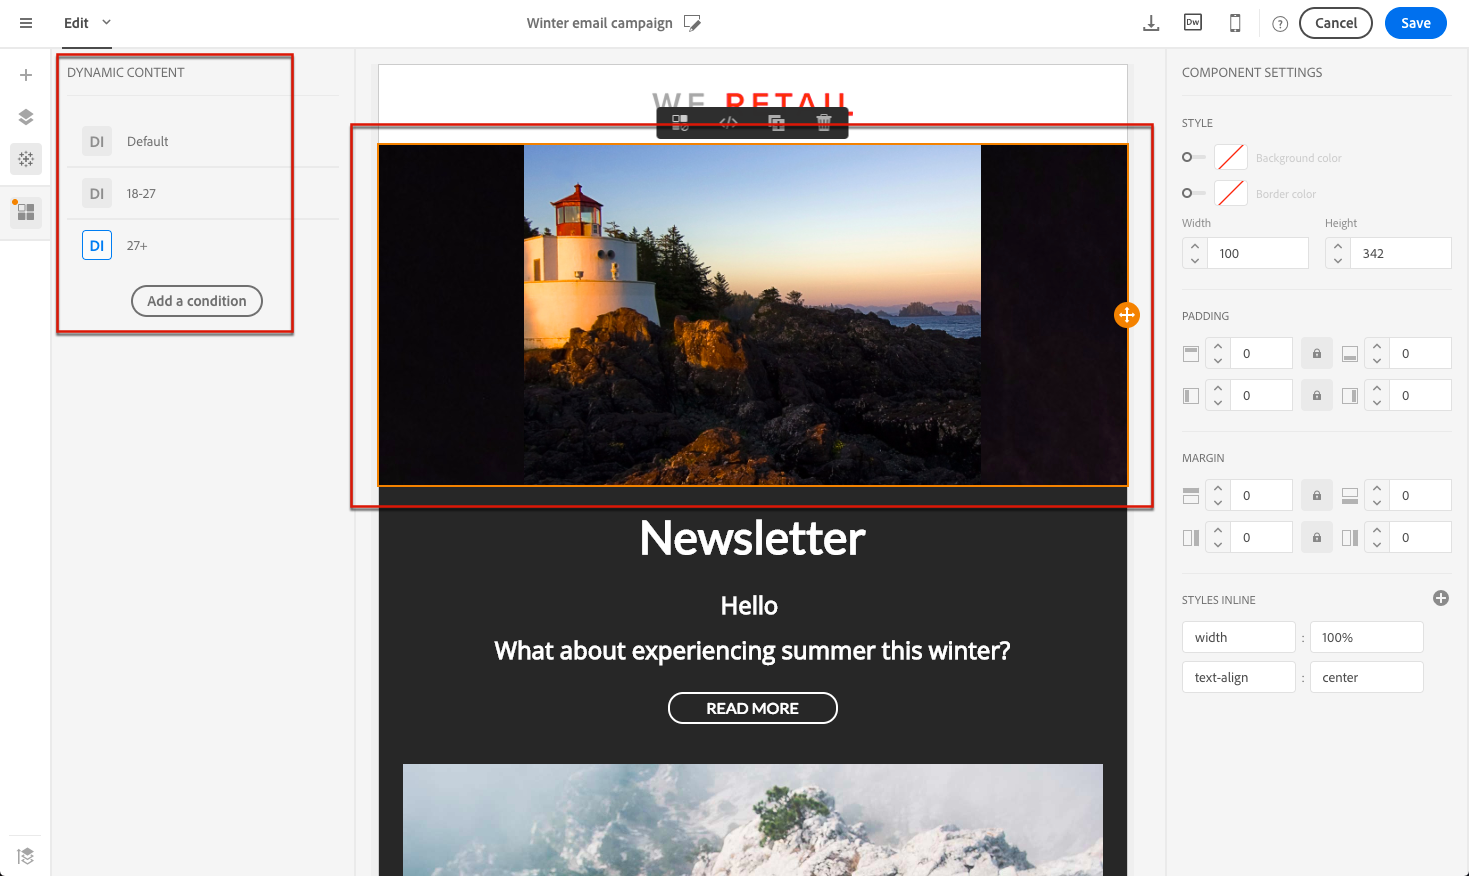 Edit
Winter email campaign
Dw
?
Cancel
Save
DYNAMIC CONTENT
DI Default
DI 18-27
DI 27+
Add a condition
WE RETAIL
Newsletter
Hello
What about experiencing summer this winter?
READ MORE
COMPONENT SETTINGS
STYLE
Background color
Border color
Width Height
100 342
PADDING
0 0
0 0
MARGIN
0 0
0 0
STYLES INLINE
width : 100%
text-align : center